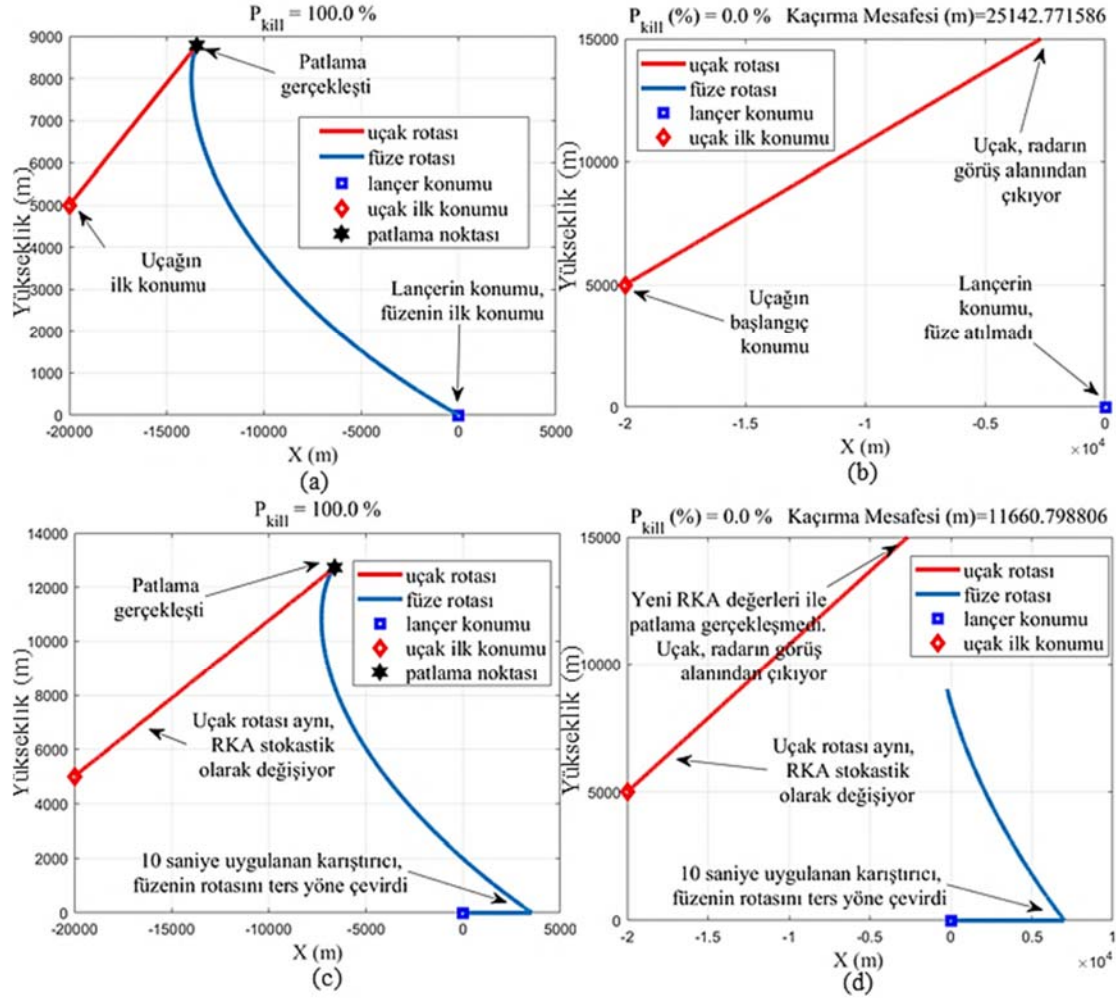 P_kill = 100.0 %
9000
8000
7000
6000
5000
4000
3000
2000
1000
0
Yükseklik (m)
Patlama
gerçekleşti
uçak rotası
füze rotası
lançer konumu
uçak ilk konumu
patlama noktası
Uçağın
ilk konumu
Lançerin konumu,
füzenin ilk konumu
-20000 -15000 -10000 -5000 0 5000
X (m)
(a)
P_kill (%) = 0.0 % Kaçırma Mesafesi (m)=25142.771586
15000
10000
5000
0
Yükseklik (m)
uçak rotası
füze rotası
lançer konumu
uçak ilk konumu
Uçak, radarın
görüş alanından
çıkıyor
Uçağın
başlangıç
konumu
Lançerin
konumu,
füze atılmadı
-2 -1.5 -1 -0.5 0
×10^4
X (m)
(b)
P_kill = 100.0 %
14000
12000
10000
8000
6000
4000
2000
0
Yükseklik (m)
Patlama
gerçekleşti
uçak rotası
füze rotası
lançer konumu
uçak ilk konumu
patlama noktası
Uçak rotası aynı,
RKA stokastik
olarak değişiyor
10 saniye uygulanan karıştırıcı,
füzenin rotasını ters yöne çevirdi
-20000 -15000 -10000 -5000 0 5000
X (m)
(c)
P_kill (%) = 0.0 % Kaçırma Mesafesi (m)=11660.798806
15000
10000
5000
0
Yükseklik (m)
uçak rotası
füze rotası
lançer konumu
uçak ilk konumu
Yeni RKA değerleri ile
patlama gerçekleşmedi.
Uçak, radarın görüş
alanından çıkıyor
Uçak rotası aynı,
RKA stokastik
olarak değişiyor
10 saniye uygulanan karıştırıcı,
füzenin rotasını ters yöne çevirdi
-2 -1.5 -1 -0.5 0 0.5 1
×10^4
X (m)
(d)